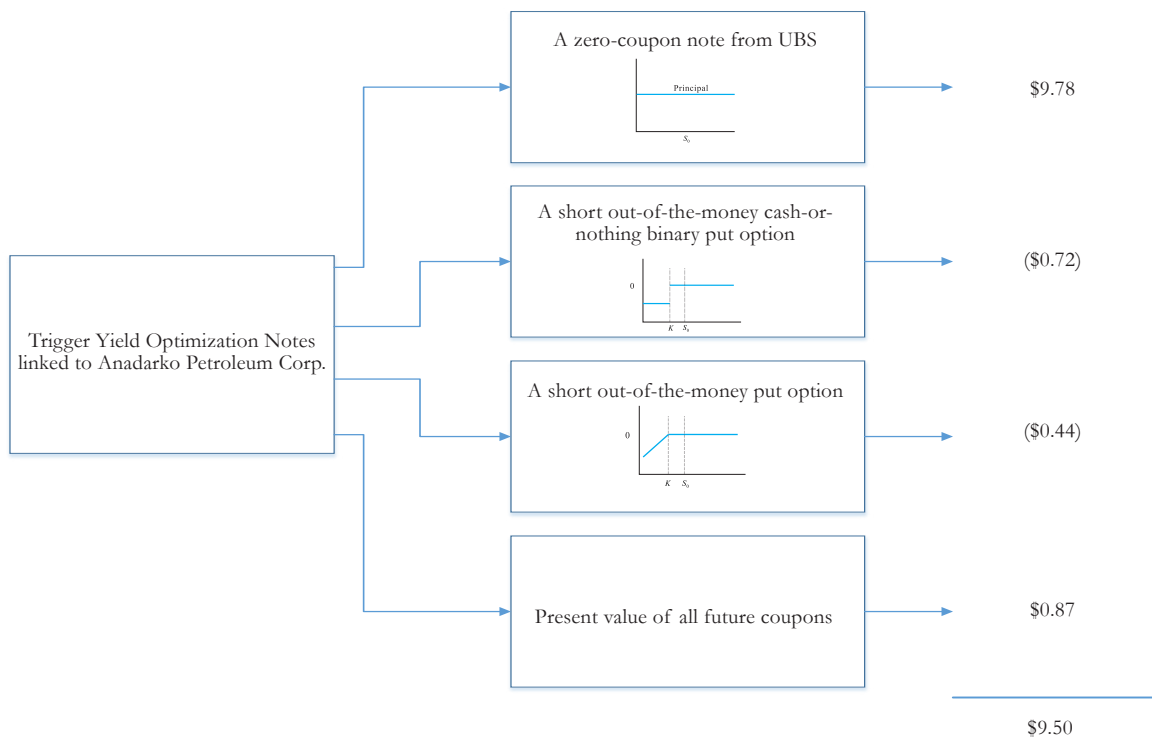 A zero-coupon note from UBS
Principal
S₀
$9.78
A short out-of-the-money cash-or-
nothing binary put option
0
K
S₀
($0.72)
Trigger Yield Optimization Notes
linked to Anadarko Petroleum Corp.
A short out-of-the-money put option
0
K
S₀
($0.44)
Present value of all future coupons
$0.87
$9.50